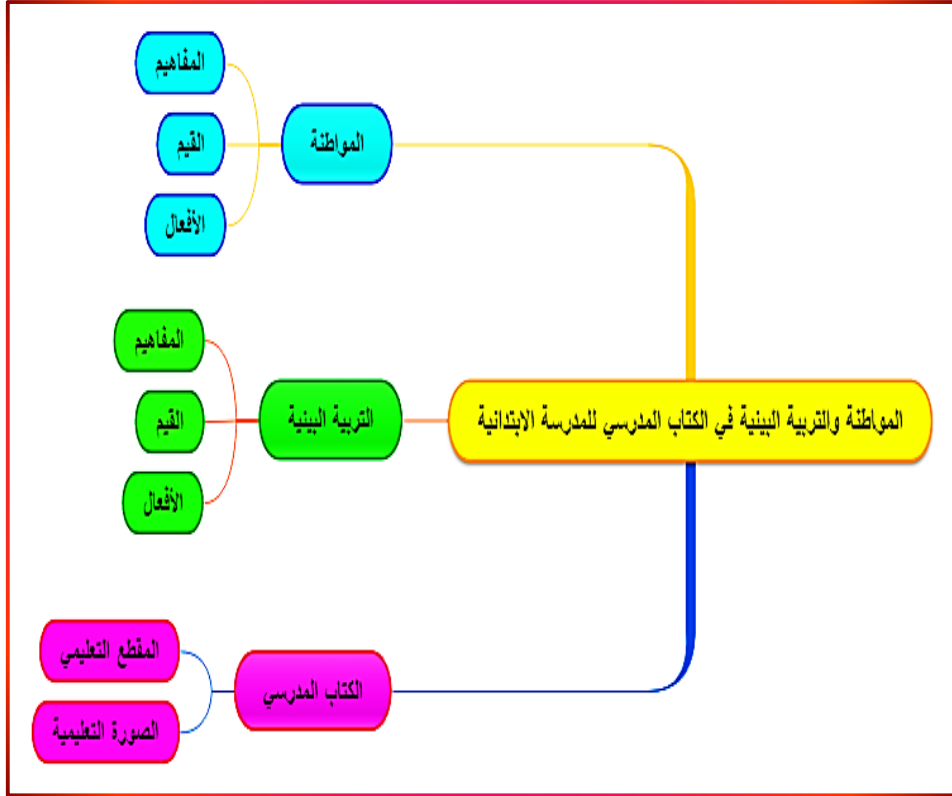 المواطنة والتربية البيئية في الكتاب المدرسي للمدرسة الابتدائية
المواطنة
المفاهيم
القيم
الأفعال
التربية البيئية
المفاهيم
القيم
الأفعال
الكتاب المدرسي
المقطع التعليمي
الصورة التعليمية